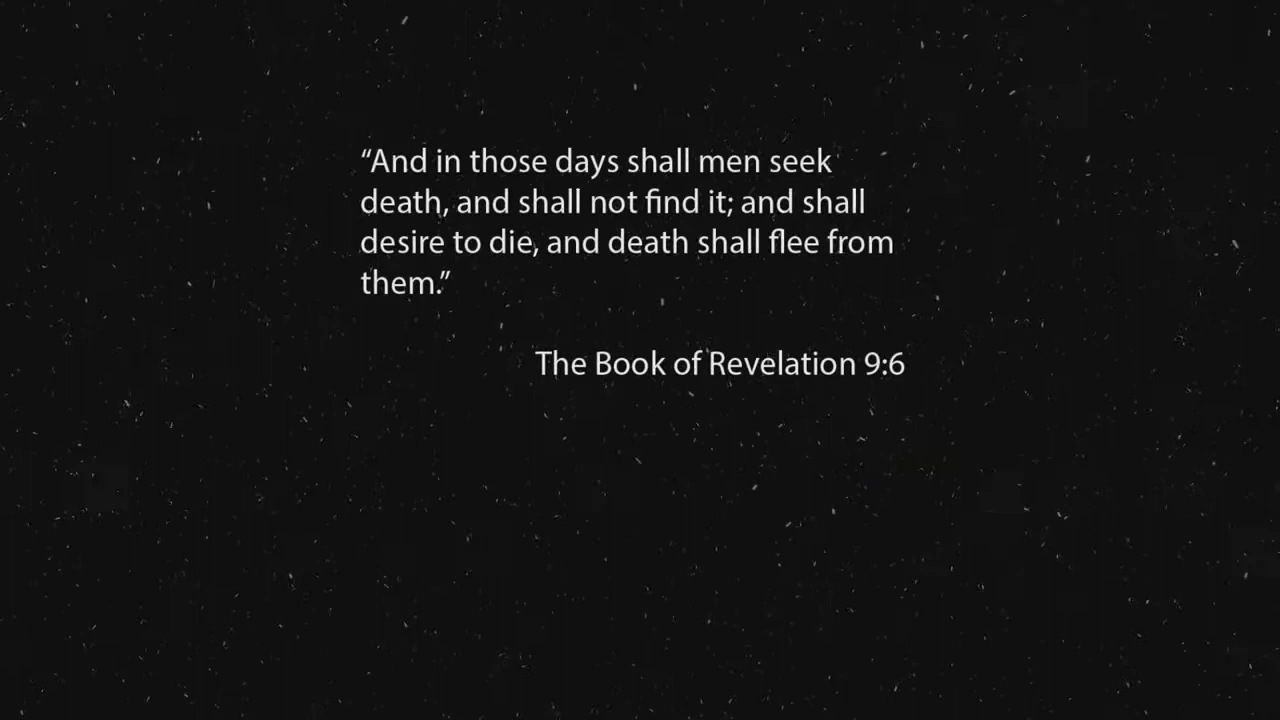 “And in those days shall men seek
death, and shall not find it; and shall
desire to die, and death shall flee from
them.”
The Book of Revelation 9:6